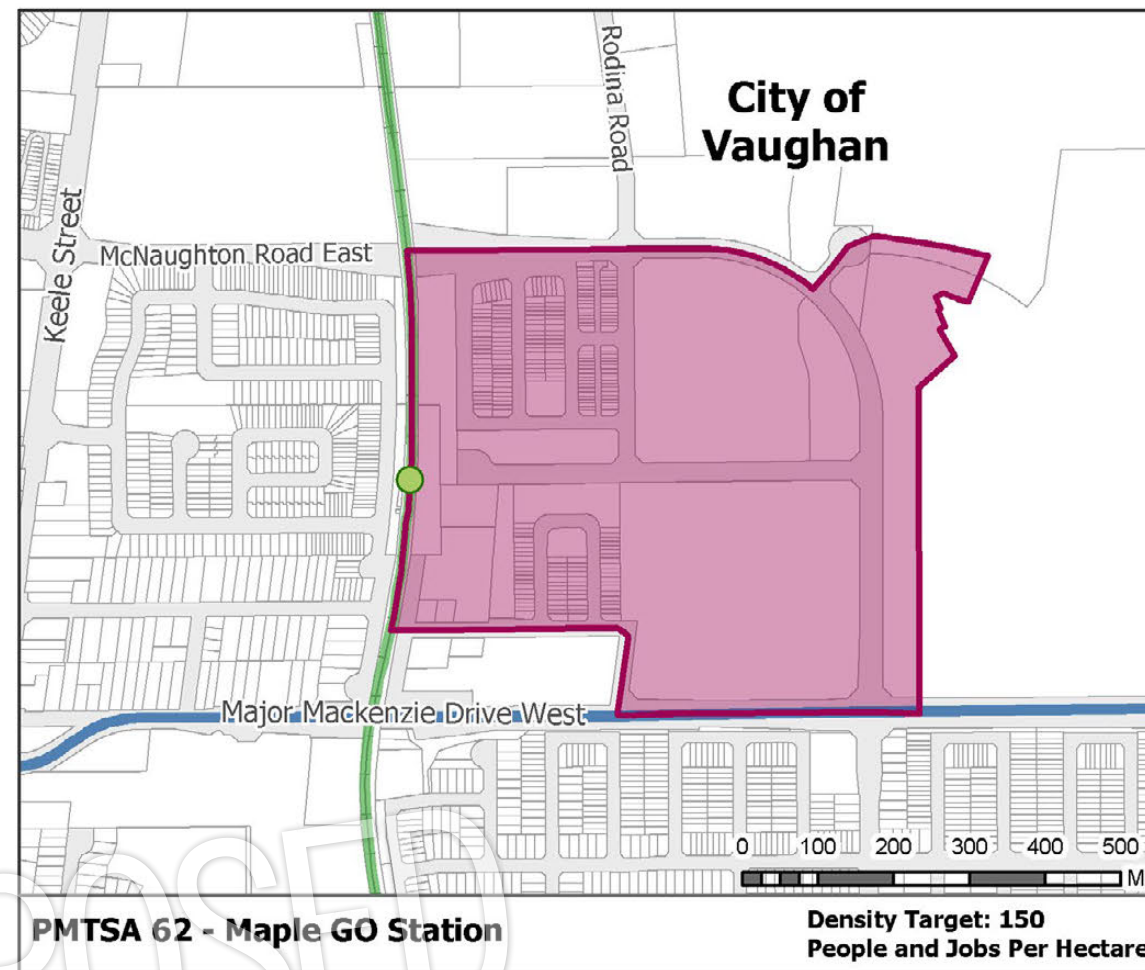 City of
Vaughan
Rodina Road
Keele Street
McNaughton Road East
Major Mackenzie Drive West
0 100 200 300 400 500
M
PMTSA 62 - Maple GO Station
Density Target: 150
People and Jobs Per Hectare
POSED